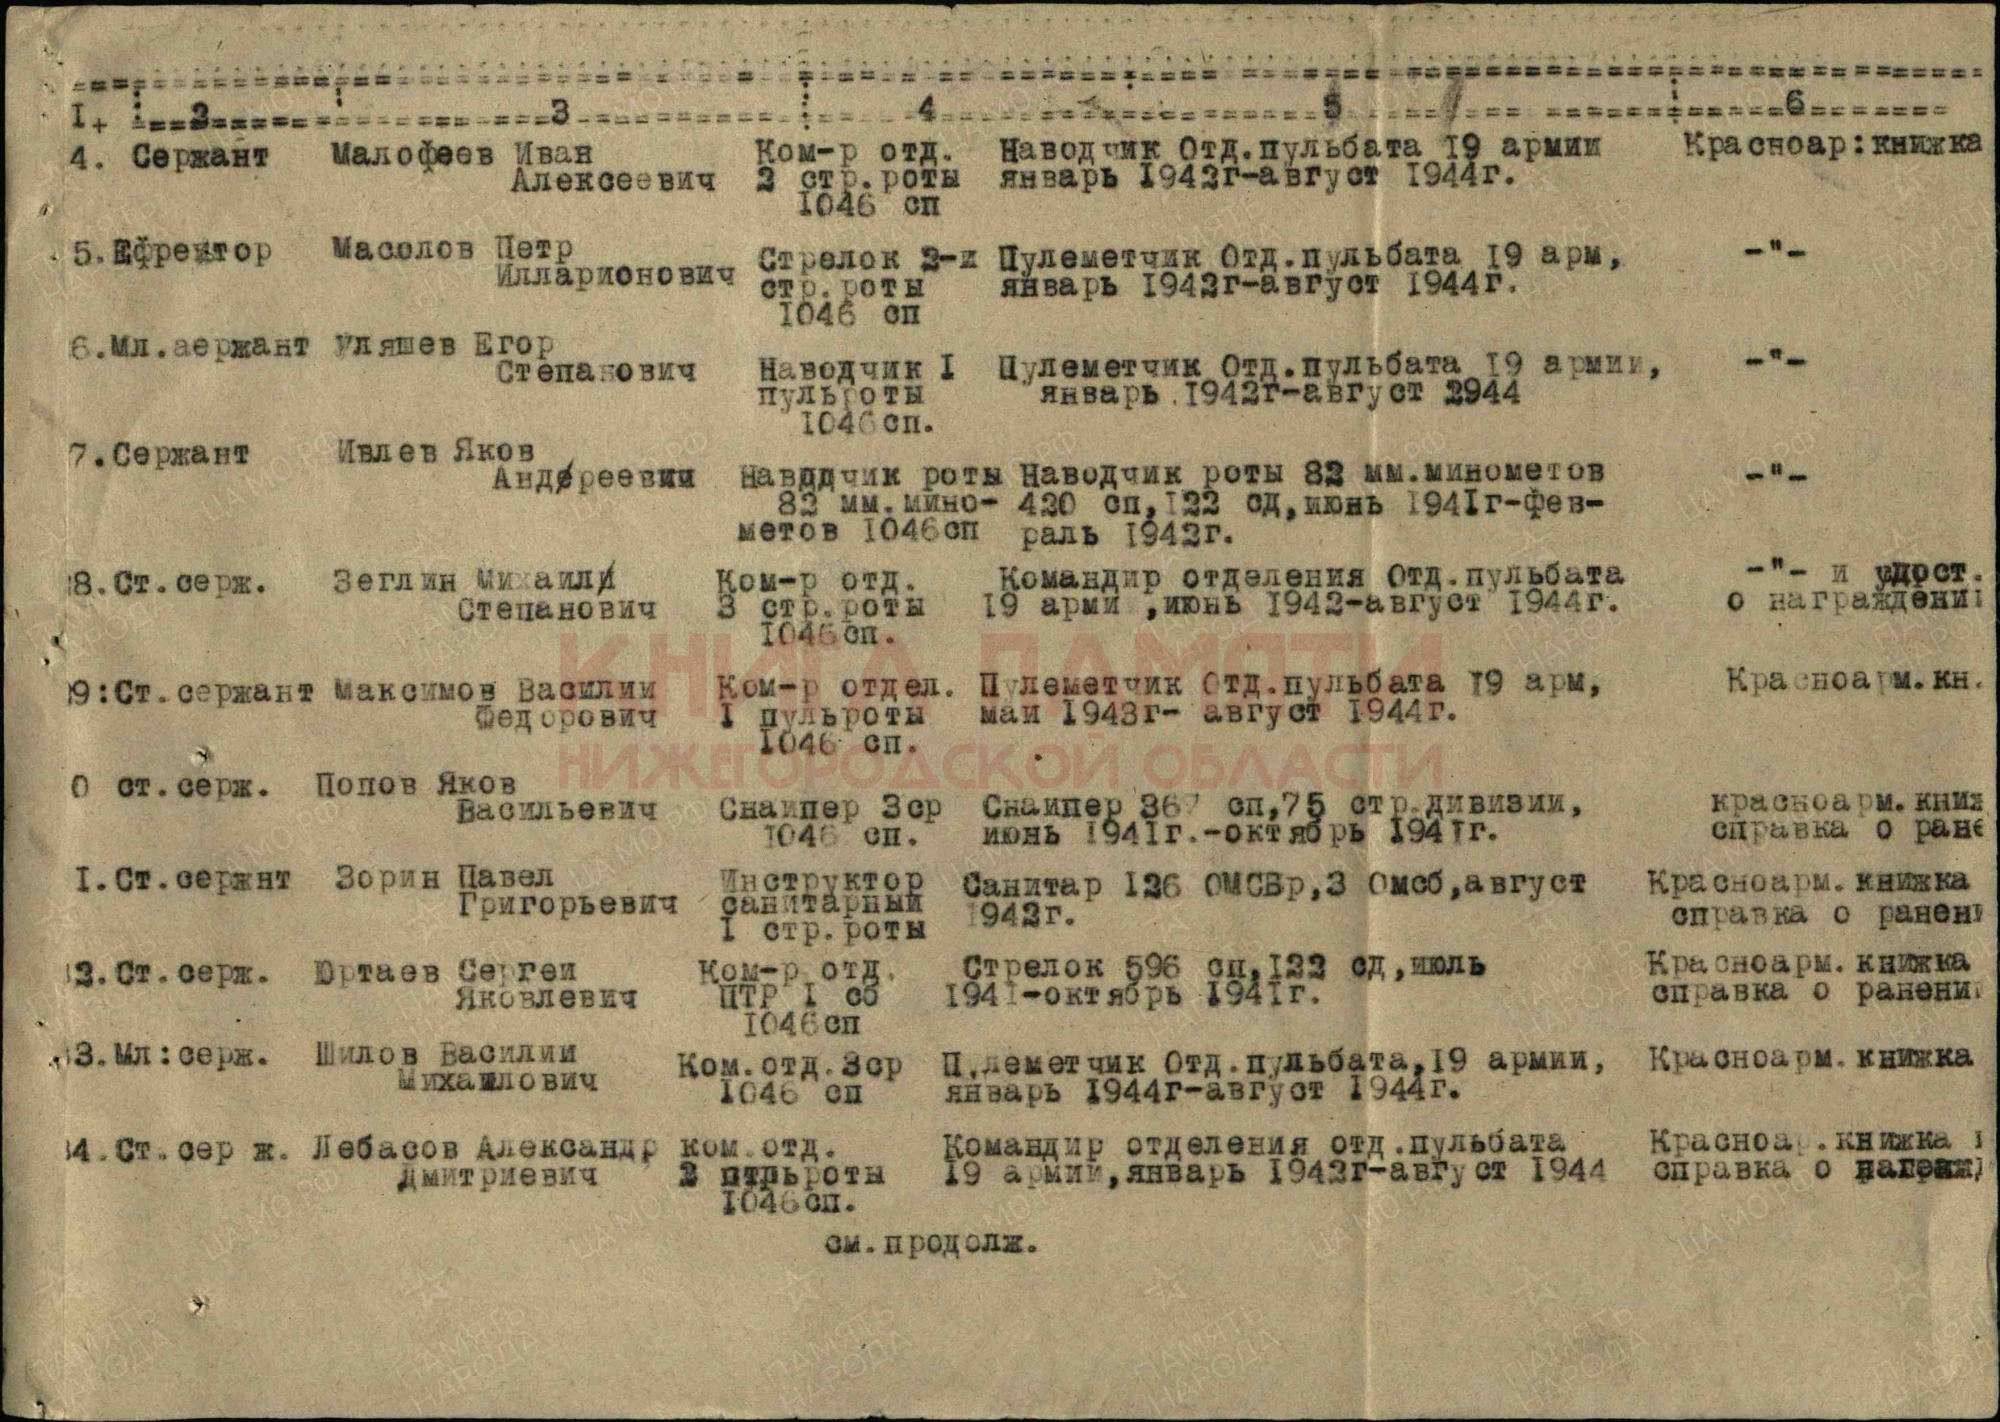 I+ 2 3 4 5 6
4. Сержант Малофеев Иван Ком-р отд. Наводчик Отд.пульбата 19 армии Красноар:книжка
Алексеевич 2 стр.роты январь 1942г-август 1944г.
1046 сп
5.Ефрейтор Масолов Петр Стрелок 2-й Пулеметчик Отд.пульбата 19 арм, -"-
Илларионович стр.роты январь 1942г-август 1944г.
1046 сп
6.Мл.аержант Уляшев Егор
Степанович Наводчик I Пулеметчик Отд.пульбата 19 армии, -"-
пульроты январь 1942г-август 2944
1046сп.
7.Сержант Ивлев Яков
Андреевич Наводчик роты Наводчик роты 82 мм.минометов -"-
82 мм.мино- 420 сп,122 сд,июнь 1941г-фев-
метов 1046сп раль 1942г.
8.Ст.серж. Зеглин Михаил Ком-р отд. Командир отделения Отд.пульбата -"- и удост.
Степанович 3 стр.роты 19 арми ,июнь 1942-август 1944г. о награждени
1046сп.
9:Ст.сержант Максимов Василий Ком-р отдел. Пулеметчик Отд.пульбата 19 арм, Красноарм.кн.
Федорович I пульроты май 1943г- август 1944г.
1046 сп.
0 ст.серж. Попов Яков
Васильевич Снайпер 3ср Снайпер 367 сп,75 стр.дивизии, красноарм.книж
1046 сп. июнь 1941г.-октябрь 1941г. справка о ране
I.Ст.сержнт Зорин Павел Инструктор Санитар 126 ОМСБр,3 Омсб,август Красноарм.книжка
Григорьевич санитарный 1942г. справка о ранени
I стр.роты
2.Ст.серж. Юртаев Сергей Ком-р отд. Стрелок 596 сп,122 сд,июль Красноарм.книжка
Яковлевич ПТР I сб 1941-октябрь 1941г. справка о ранени
1046сп
3.Мл:серж. Шилов Василий Ком.отд.3ср Пулеметчик Отд.пульбата,19 армии, Красноарм.книжка
Михайлович 1046 сп январь 1944г-август 1944г.
4.Ст.сер ж. Лебасов Александр ком.отд. Командир отделения отд.пульбата Красноар.книжка
Дмитриевич 2 роты 19 армии,январь 1942г-август 1944 справка о награжд
1046сп.
см.продолж.
КНИГА ПАМЯТИ
НИЖЕГОРОДСКОЙ ОБЛАСТИ